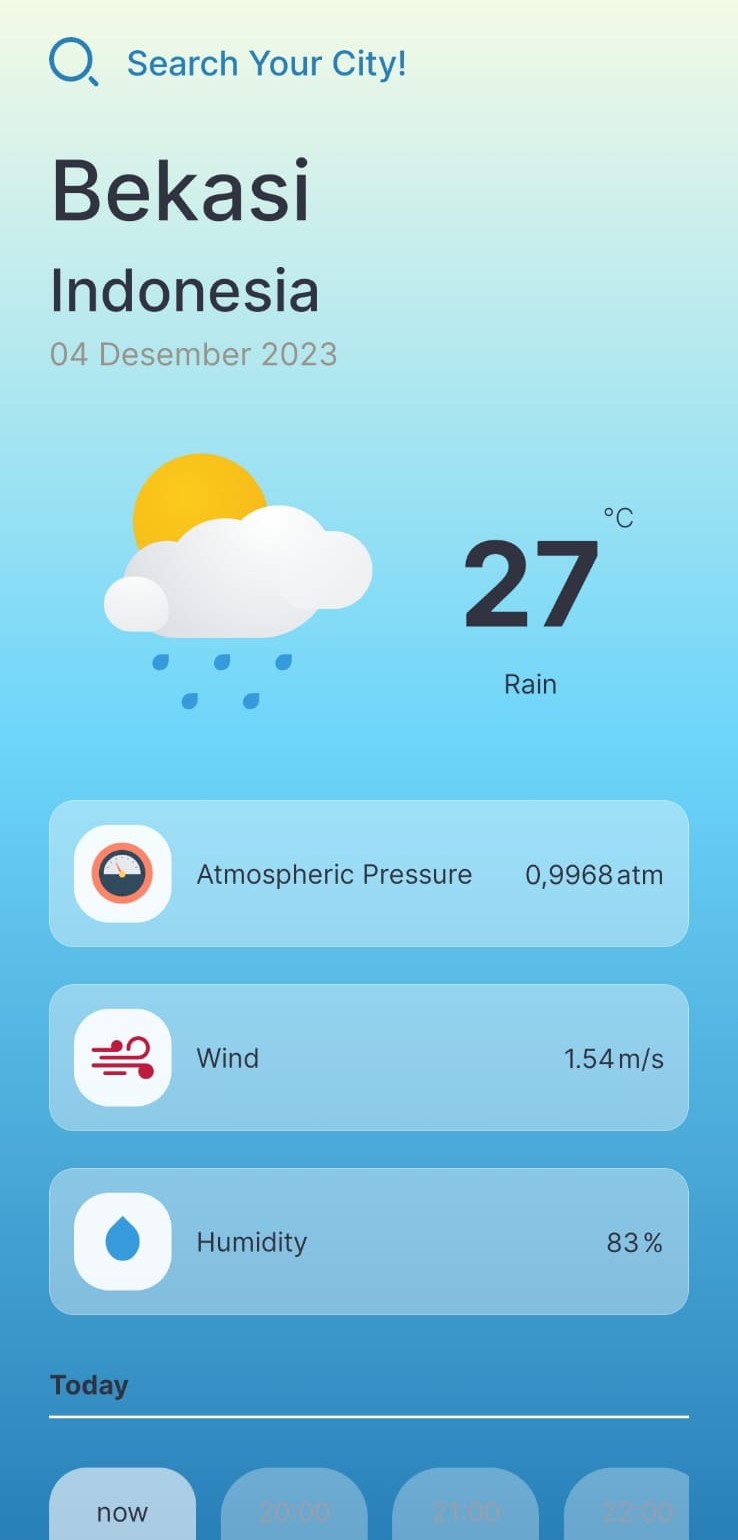 Search Your City!
Bekasi
Indonesia
04 Desember 2023
°C
27
Rain
Atmospheric Pressure 0,9968 atm
Wind 1.54 m/s
Humidity 83 %
Today
now 20:00 21:00 22:00